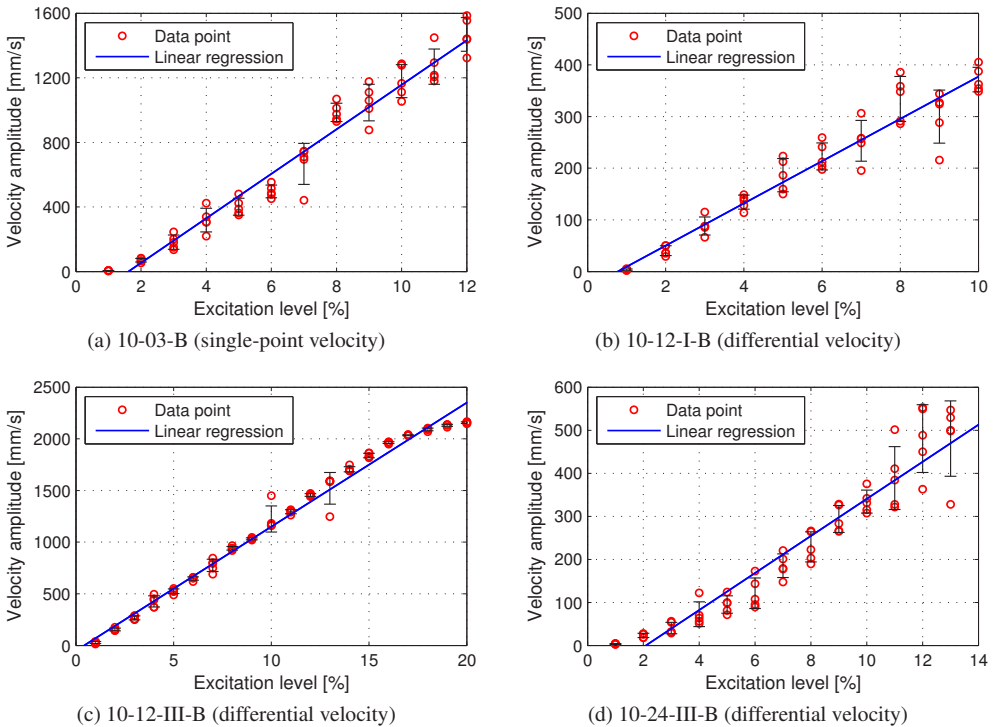 1600
1200
800
400
0
Velocity amplitude [mm/s]
Data point
Linear regression
0 2 4 6 8 10 12
Excitation level [%]
(a) 10-03-B (single-point velocity)
500
400
300
200
100
0
Velocity amplitude [mm/s]
Data point
Linear regression
0 2 4 6 8 10
Excitation level [%]
(b) 10-12-I-B (differential velocity)
2500
2000
1500
1000
500
0
Velocity amplitude [mm/s]
Data point
Linear regression
0 5 10 15 20
Excitation level [%]
(c) 10-12-III-B (differential velocity)
600
500
400
300
200
100
0
Velocity amplitude [mm/s]
Data point
Linear regression
0 2 4 6 8 10 12 14
Excitation level [%]
(d) 10-24-III-B (differential velocity)